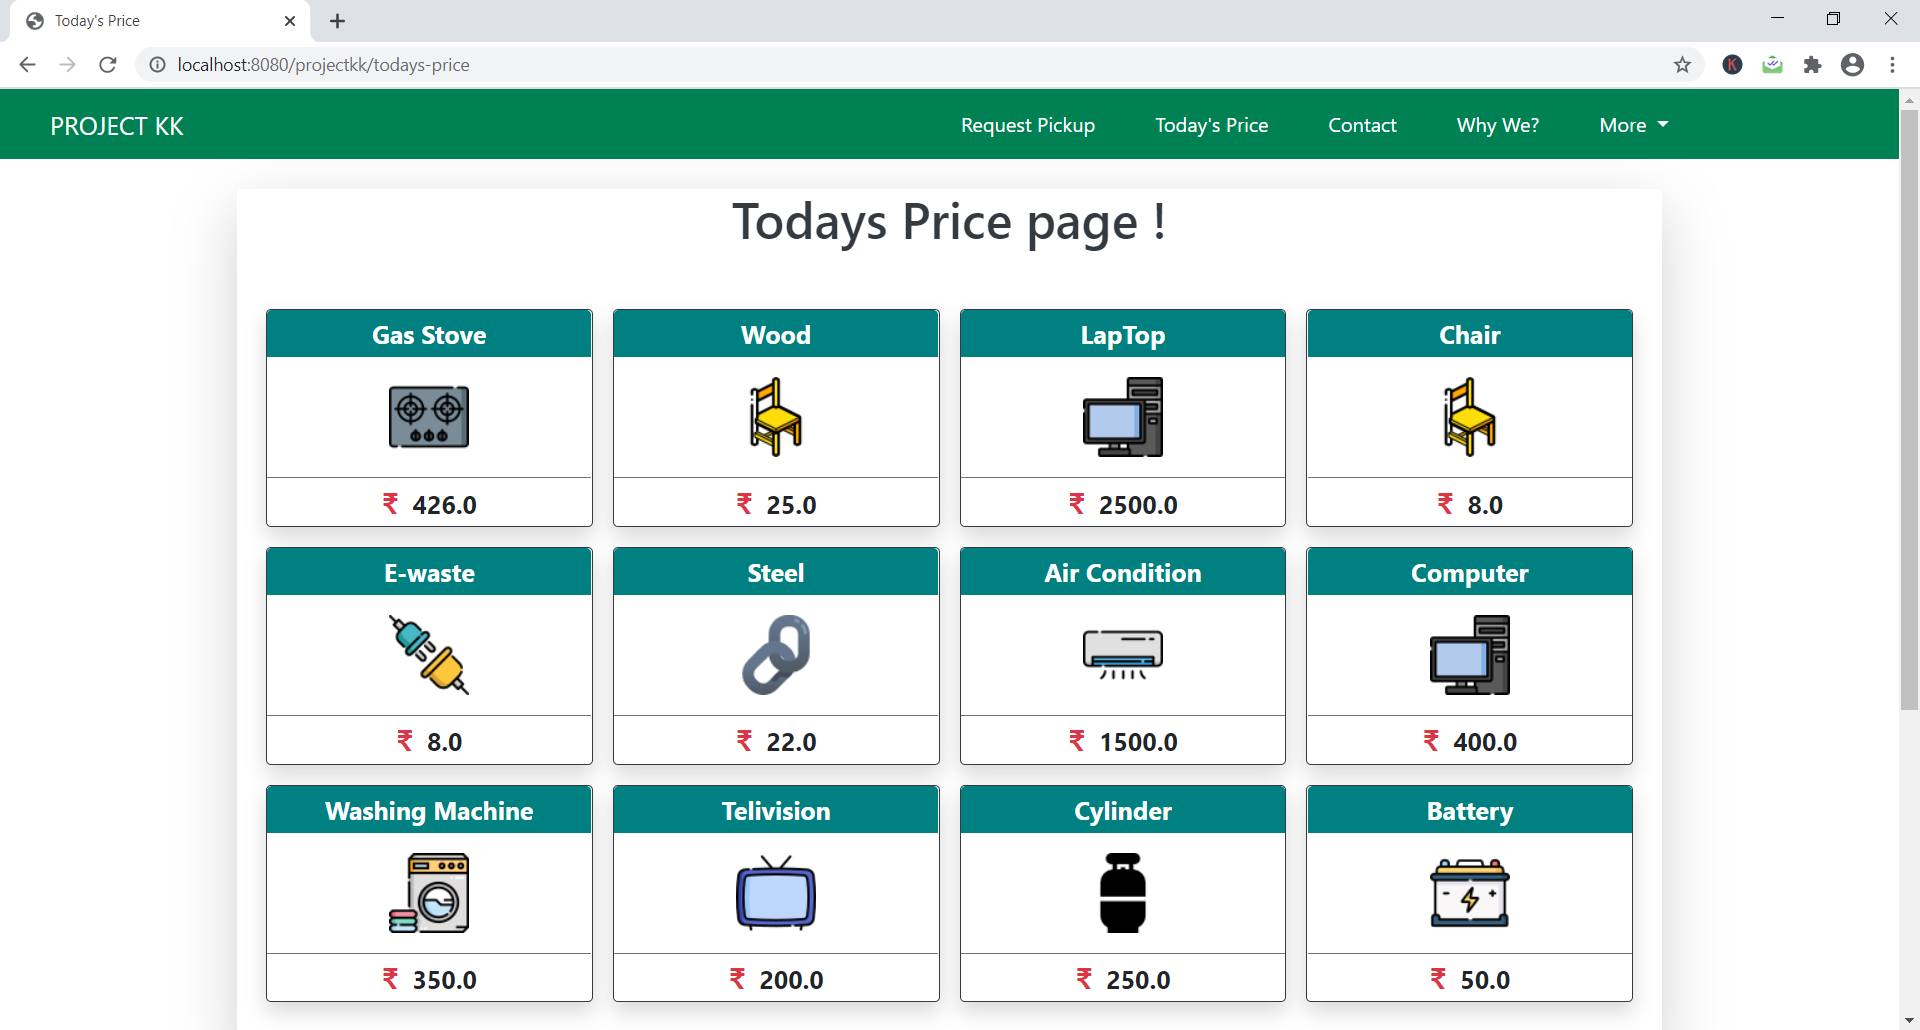 Today's Price
localhost:8080/projectkk/todays-price
K
PROJECT KK
Request Pickup
Today's Price
Contact
Why We?
More
Todays Price page !
Gas Stove
Wood
LapTop
Chair
₹ 426.0
₹ 25.0
₹ 2500.0
₹ 8.0
E-waste
Steel
Air Condition
Computer
₹ 8.0
₹ 22.0
₹ 1500.0
₹ 400.0
Washing Machine
Telivision
Cylinder
Battery
₹ 350.0
₹ 200.0
₹ 250.0
₹ 50.0